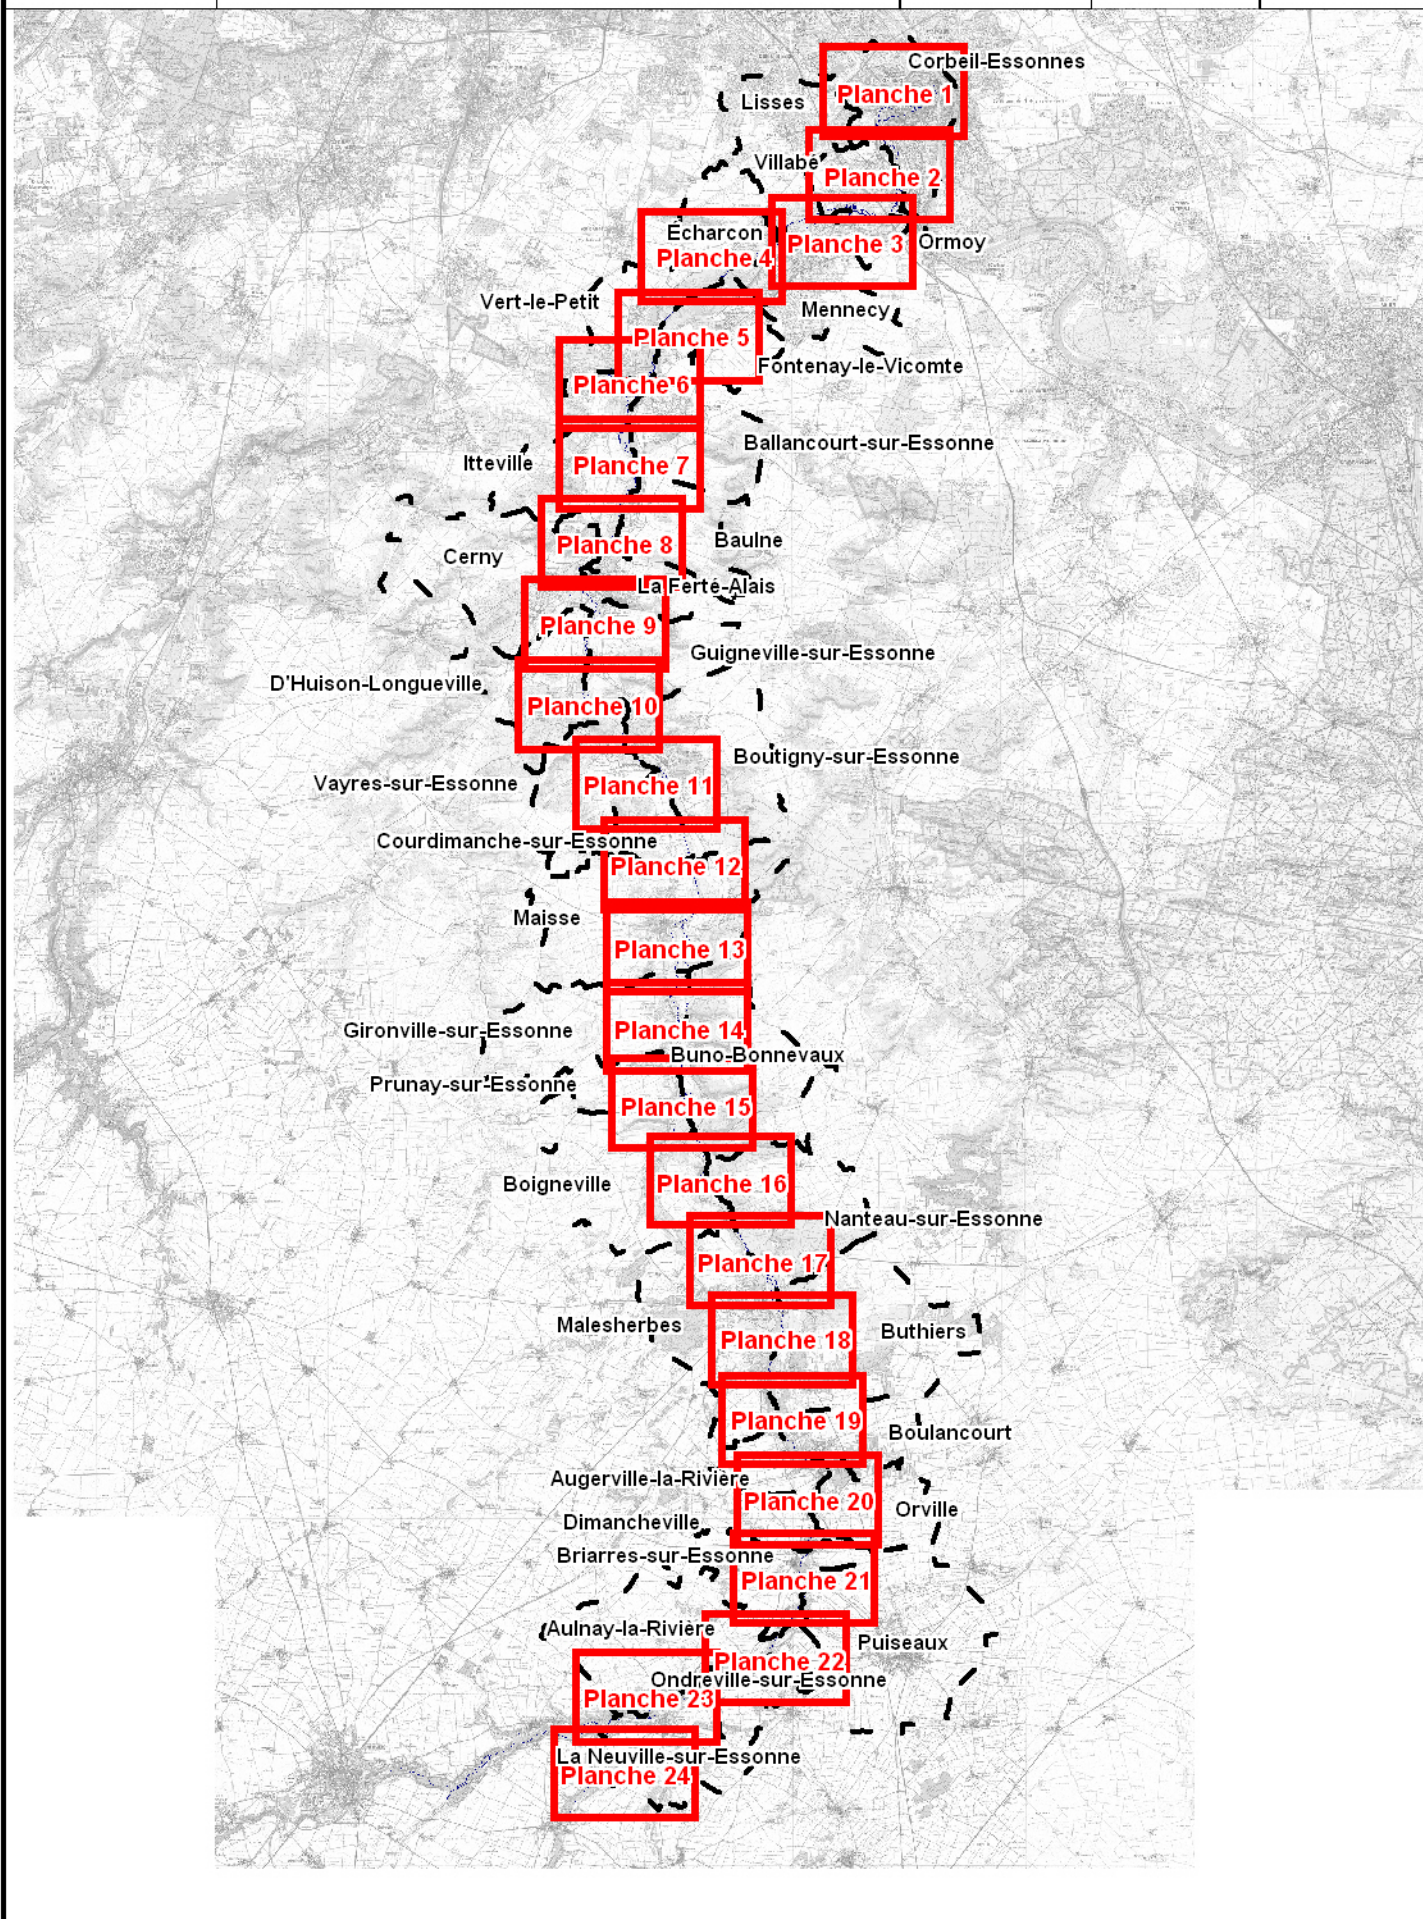 Corbeil-Essonnes
Planche 1
Lisses
Villabé
Planche 2
Écharcon
Planche 3
Ormoy
Planche 4
Vert-le-Petit
Mennecy
Planche 5
Fontenay-le-Vicomte
Planche 6
Ballancourt-sur-Essonne
Itteville
Planche 7
Baulne
Planche 8
Cerny
La Ferté-Alais
Planche 9
Guigneville-sur-Essonne
D'Huison-Longueville
Planche 10
Boutigny-sur-Essonne
Vayres-sur-Essonne
Planche 11
Courdimanche-sur-Essonne
Planche 12
Maisse
Planche 13
Gironville-sur-Essonne
Planche 14
Buno-Bonnevaux
Prunay-sur-Essonne
Planche 15
Boigneville
Planche 16
Nanteau-sur-Essonne
Planche 17
Malesherbes
Planche 18
Buthiers
Planche 19
Boulancourt
Augerville-la-Rivière
Planche 20
Orville
Dimancheville
Briarres-sur-Essonne
Planche 21
Aulnay-la-Rivière
Puiseaux
Planche 22
Ondreville-sur-Essonne
Planche 23
La Neuville-sur-Essonne
Planche 24